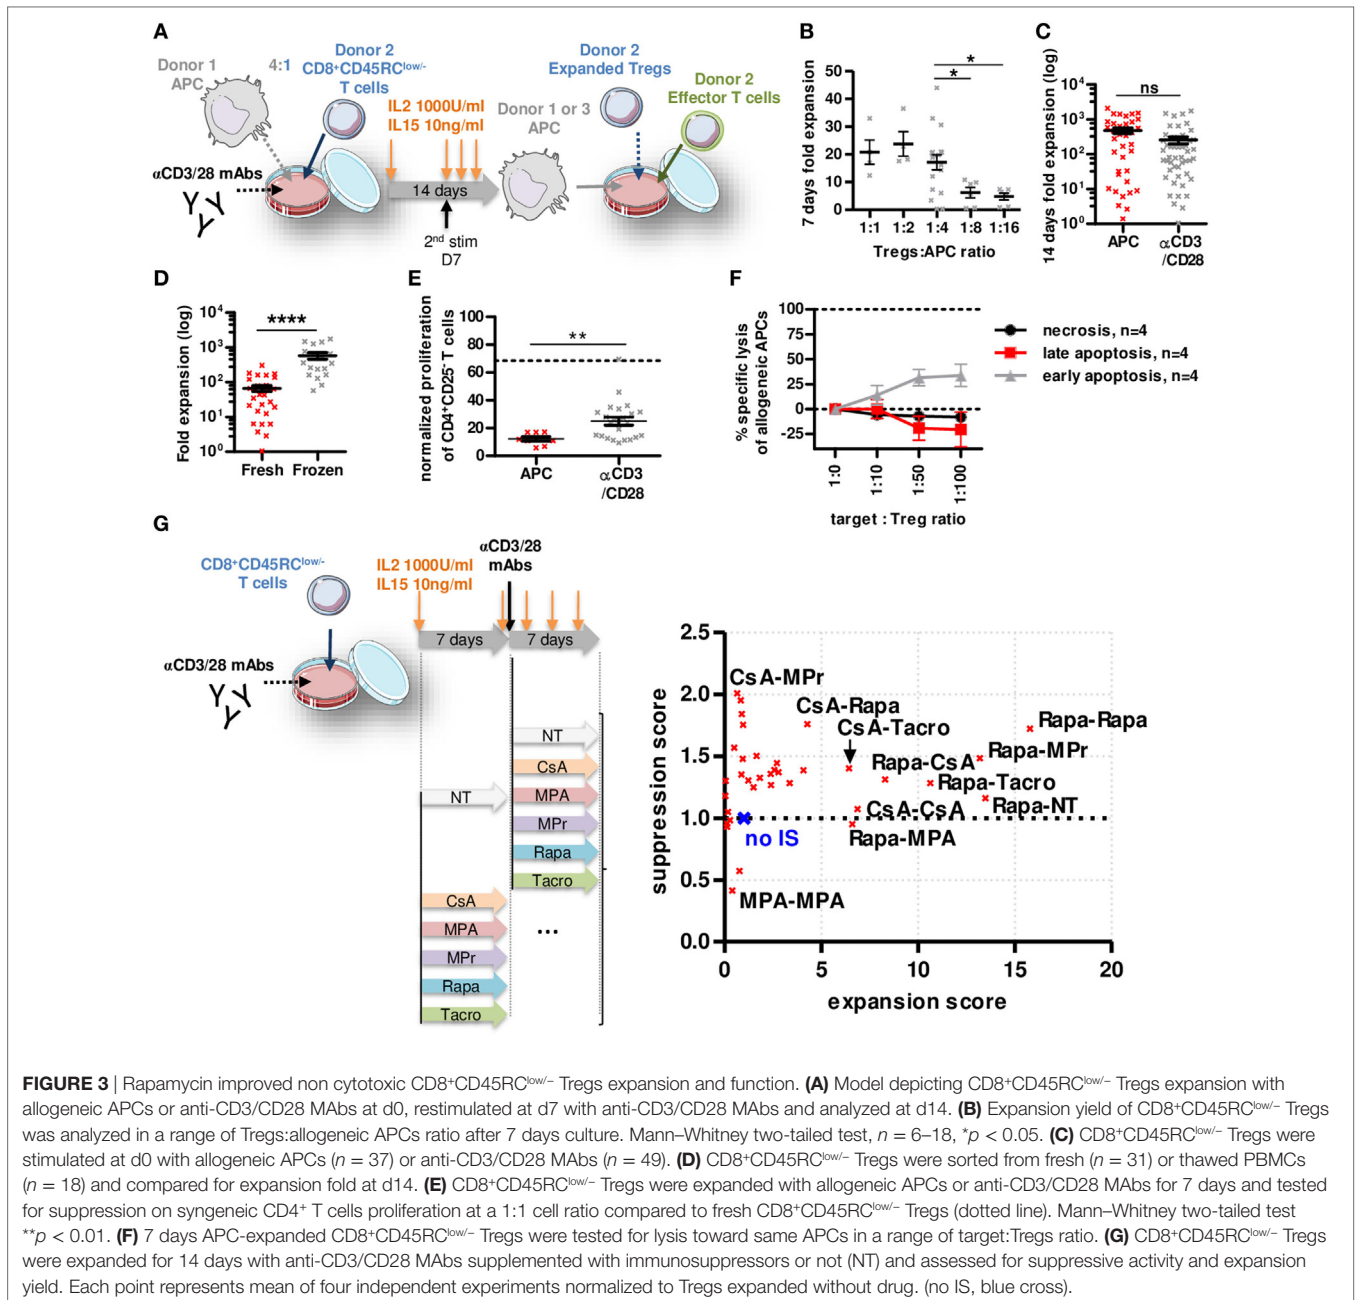 A
Donor 1
APC
4:1
Donor 2
CD8+CD45RClow/-
T cells
IL2 1000U/ml
IL15 10ng/ml
αCD3/28 mAbs
14 days
2nd stim
D7
Donor 1 or 3
APC
Donor 2
Expanded Tregs
Donor 2
Effector T cells
B
7 days fold expansion
50
40
30
20
10
0
*
*
1:1 1:2 1:4 1:8 1:16
Tregs:APC ratio
C
14 days fold expansion (log)
10^4
10^3
10^2
10^1
10^0
ns
APC αCD3
/CD28
D
Fold expansion (log)
10^4
10^3
10^2
10^1
10^0
****
Fresh Frozen
E
normalized proliferation
of CD4+CD25- T cells
100
80
60
40
20
0
**
APC αCD3
/CD28
F
% specific lysis
of allogeneic APCs
100
75
50
25
0
-25
1:0 1:10 1:50 1:100
target : Treg ratio
necrosis, n=4
late apoptosis, n=4
early apoptosis, n=4
G
CD8+CD45RClow/-
T cells
αCD3/28 mAbs
IL2 1000U/ml
IL15 10ng/ml
αCD3/28
mAbs
7 days 7 days
NT
CsA
MPA
MPr
Rapa
Tacro
NT
CsA
MPA
MPr
Rapa
Tacro
...
suppression score
2.5
2.0
1.5
1.0
0.5
0.0
0 5 10 15 20
expansion score
CsA-MPr
CsA-Rapa
CsA-Tacro
Rapa-Rapa
Rapa-MPr
Rapa-CsA
Rapa-Tacro
Rapa-NT
CsA-CsA
Rapa-MPA
no IS
MPA-MPA
FIGURE 3 | Rapamycin improved non cytotoxic CD8+CD45RClow/− Tregs expansion and function. (A) Model depicting CD8+CD45RClow/− Tregs expansion with
allogeneic APCs or anti-CD3/CD28 MAbs at d0, restimulated at d7 with anti-CD3/CD28 MAbs and analyzed at d14. (B) Expansion yield of CD8+CD45RClow/− Tregs
was analyzed in a range of Tregs:allogeneic APCs ratio after 7 days culture. Mann–Whitney two-tailed test, n = 6–18, *p < 0.05. (C) CD8+CD45RClow/− Tregs were
stimulated at d0 with allogeneic APCs (n = 37) or anti-CD3/CD28 MAbs (n = 49). (D) CD8+CD45RClow/− Tregs were sorted from fresh (n = 31) or thawed PBMCs
(n = 18) and compared for expansion fold at d14. (E) CD8+CD45RClow/− Tregs were expanded with allogeneic APCs or anti-CD3/CD28 MAbs for 7 days and tested
for suppression on syngeneic CD4+ T cells proliferation at a 1:1 cell ratio compared to fresh CD8+CD45RClow/− Tregs (dotted line). Mann–Whitney two-tailed test
**p < 0.01. (F) 7 days APC-expanded CD8+CD45RClow/− Tregs were tested for lysis toward same APCs in a range of target:Tregs ratio. (G) CD8+CD45RClow/− Tregs
were expanded for 14 days with anti-CD3/CD28 MAbs supplemented with immunosuppressors or not (NT) and assessed for suppressive activity and expansion
yield. Each point represents mean of four independent experiments normalized to Tregs expanded without drug. (no IS, blue cross).